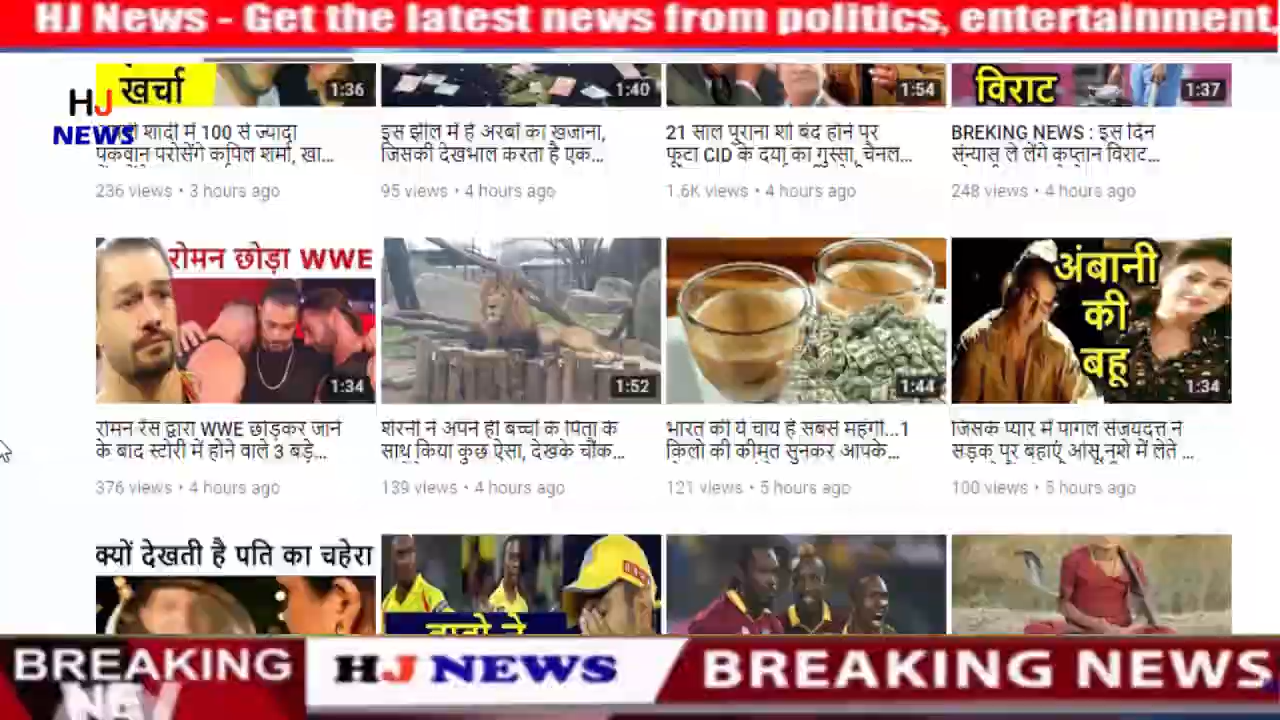 HJ News - Get the latest news from politics, entertainment,
खर्चा
1:36
1:40
1:54
विराट
1:37
HJ
NEWS
शादी में 100 से ज्यादा
पकवान परोसेंगे कपिल शर्मा, खा...
236 views • 3 hours ago
इस झील में है अरबों का खजाना,
जिसकी देखभाल करता है एक...
95 views • 4 hours ago
21 साल पुराना शो बंद होने पर
फूटा CID के दया का गुस्सा, चैनल...
1.6K views • 4 hours ago
BREKING NEWS : इस दिन
संन्यास ले लेंगे कप्तान विराट...
248 views • 4 hours ago
रोमन छोड़ा WWE
1:34
1:52
1:44
अंबानी
की
बहू
1:34
रोमन रेंस द्वारा WWE छोड़कर जाने
के बाद स्टोरी में होने वाले 3 बड़े...
376 views • 4 hours ago
शेरनी ने अपने ही बच्चों के पिता के
साथ किया कुछ ऐसा, देखके चौंक...
139 views • 4 hours ago
भारत की ये चाय है सबसे महंगी...1
किलो की कीमत सुनकर आपके...
121 views • 5 hours ago
जिसके प्यार में पागल संजयदत्त ने
सड़क पर बहाएं आंसू,नशे में लेते ...
100 views • 5 hours ago
क्यों देखती है पति का चहेरा
BREAKING
HJ NEWS
BREAKING NEWS